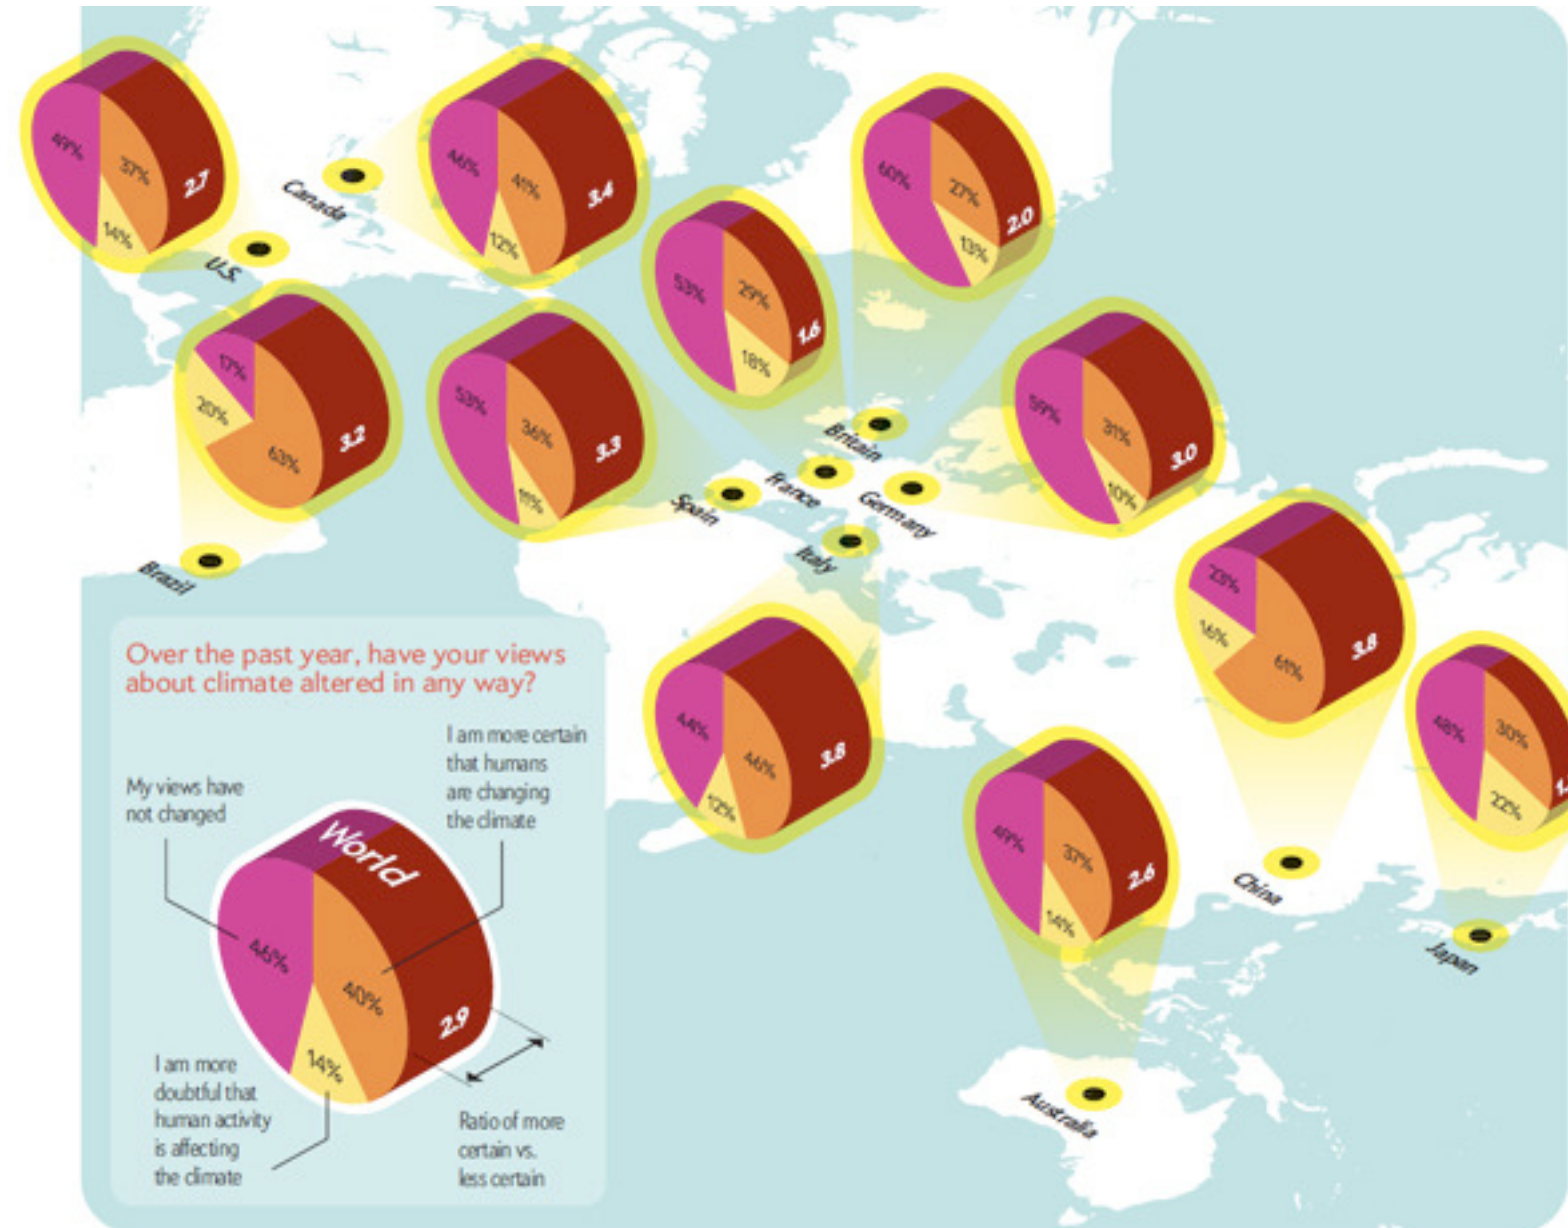 49%
37%
2.7
14%
U.S.
Canada
46%
41%
3.4
12%
60%
27%
2.0
13%
53%
29%
1.6
18%
Britain
17%
20%
63%
3.2
Brazil
53%
36%
3.3
11%
Spain
France
Germany
Italy
59%
31%
3.0
10%
23%
16%
61%
3.8
China
44%
46%
3.8
12%
49%
37%
2.6
14%
Australia
48%
30%
22%
1.
Japan
Over the past year, have your views
about climate altered in any way?
My views have
not changed
I am more certain
that humans
are changing
the climate
World
46%
40%
2.9
14%
I am more
doubtful that
human activity
is affecting
the climate
Ratio of more
certain vs.
less certain